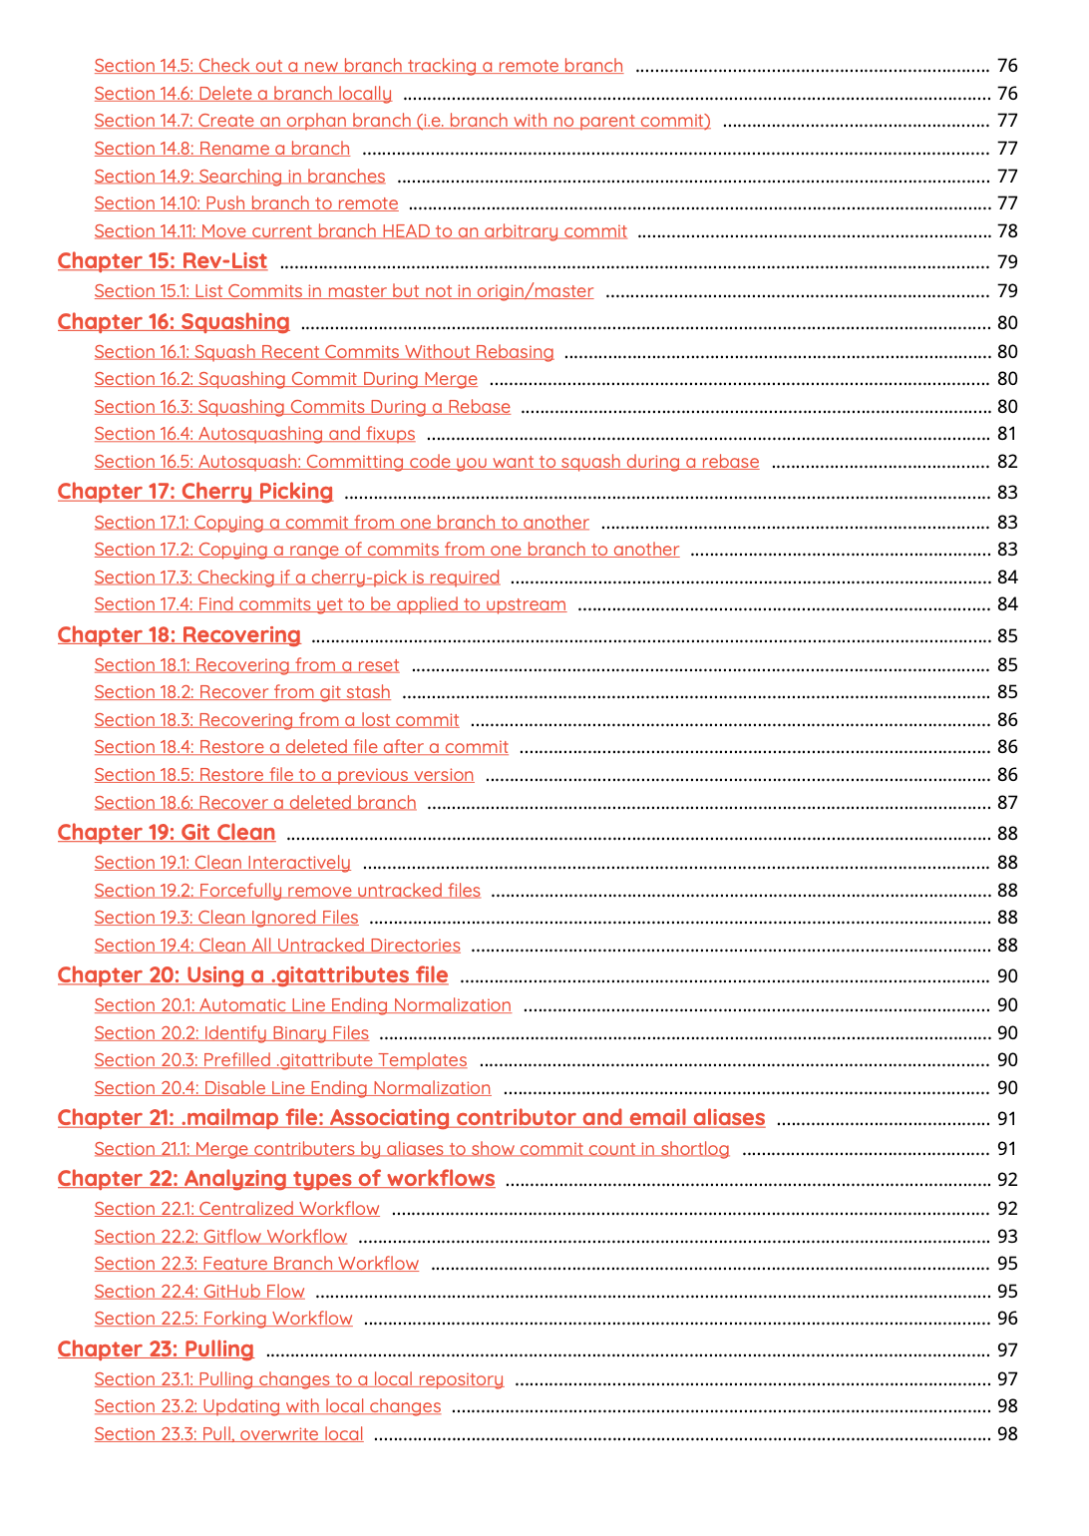 Section 14.5: Check out a new branch tracking a remote branch ........................................ 76
Section 14.6: Delete a branch locally ........................................ 76
Section 14.7: Create an orphan branch (i.e. branch with no parent commit) ........................................ 77
Section 14.8: Rename a branch ........................................ 77
Section 14.9: Searching in branches ........................................ 77
Section 14.10: Push branch to remote ........................................ 77
Section 14.11: Move current branch HEAD to an arbitrary commit ........................................ 78
Chapter 15: Rev-List ........................................ 79
Section 15.1: List Commits in master but not in origin/master ........................................ 79
Chapter 16: Squashing ........................................ 80
Section 16.1: Squash Recent Commits Without Rebasing ........................................ 80
Section 16.2: Squashing Commit During Merge ........................................ 80
Section 16.3: Squashing Commits During a Rebase ........................................ 80
Section 16.4: Autosquashing and fixups ........................................ 81
Section 16.5: Autosquash: Committing code you want to squash during a rebase ........................................ 82
Chapter 17: Cherry Picking ........................................ 83
Section 17.1: Copying a commit from one branch to another ........................................ 83
Section 17.2: Copying a range of commits from one branch to another ........................................ 83
Section 17.3: Checking if a cherry-pick is required ........................................ 84
Section 17.4: Find commits yet to be applied to upstream ........................................ 84
Chapter 18: Recovering ........................................ 85
Section 18.1: Recovering from a reset ........................................ 85
Section 18.2: Recover from git stash ........................................ 85
Section 18.3: Recovering from a lost commit ........................................ 86
Section 18.4: Restore a deleted file after a commit ........................................ 86
Section 18.5: Restore file to a previous version ........................................ 86
Section 18.6: Recover a deleted branch ........................................ 87
Chapter 19: Git Clean ........................................ 88
Section 19.1: Clean Interactively ........................................ 88
Section 19.2: Forcefully remove untracked files ........................................ 88
Section 19.3: Clean Ignored Files ........................................ 88
Section 19.4: Clean All Untracked Directories ........................................ 88
Chapter 20: Using a .gitattributes file ........................................ 90
Section 20.1: Automatic Line Ending Normalization ........................................ 90
Section 20.2: Identify Binary Files ........................................ 90
Section 20.3: Prefilled .gitattribute Templates ........................................ 90
Section 20.4: Disable Line Ending Normalization ........................................ 90
Chapter 21: .mailmap file: Associating contributor and email aliases ........................................ 91
Section 21.1: Merge contributers by aliases to show commit count in shortlog ........................................ 91
Chapter 22: Analyzing types of workflows ........................................ 92
Section 22.1: Centralized Workflow ........................................ 92
Section 22.2: Gitflow Workflow ........................................ 93
Section 22.3: Feature Branch Workflow ........................................ 95
Section 22.4: GitHub Flow ........................................ 95
Section 22.5: Forking Workflow ........................................ 96
Chapter 23: Pulling ........................................ 97
Section 23.1: Pulling changes to a local repository ........................................ 97
Section 23.2: Updating with local changes ........................................ 98
Section 23.3: Pull, overwrite local ........................................ 98